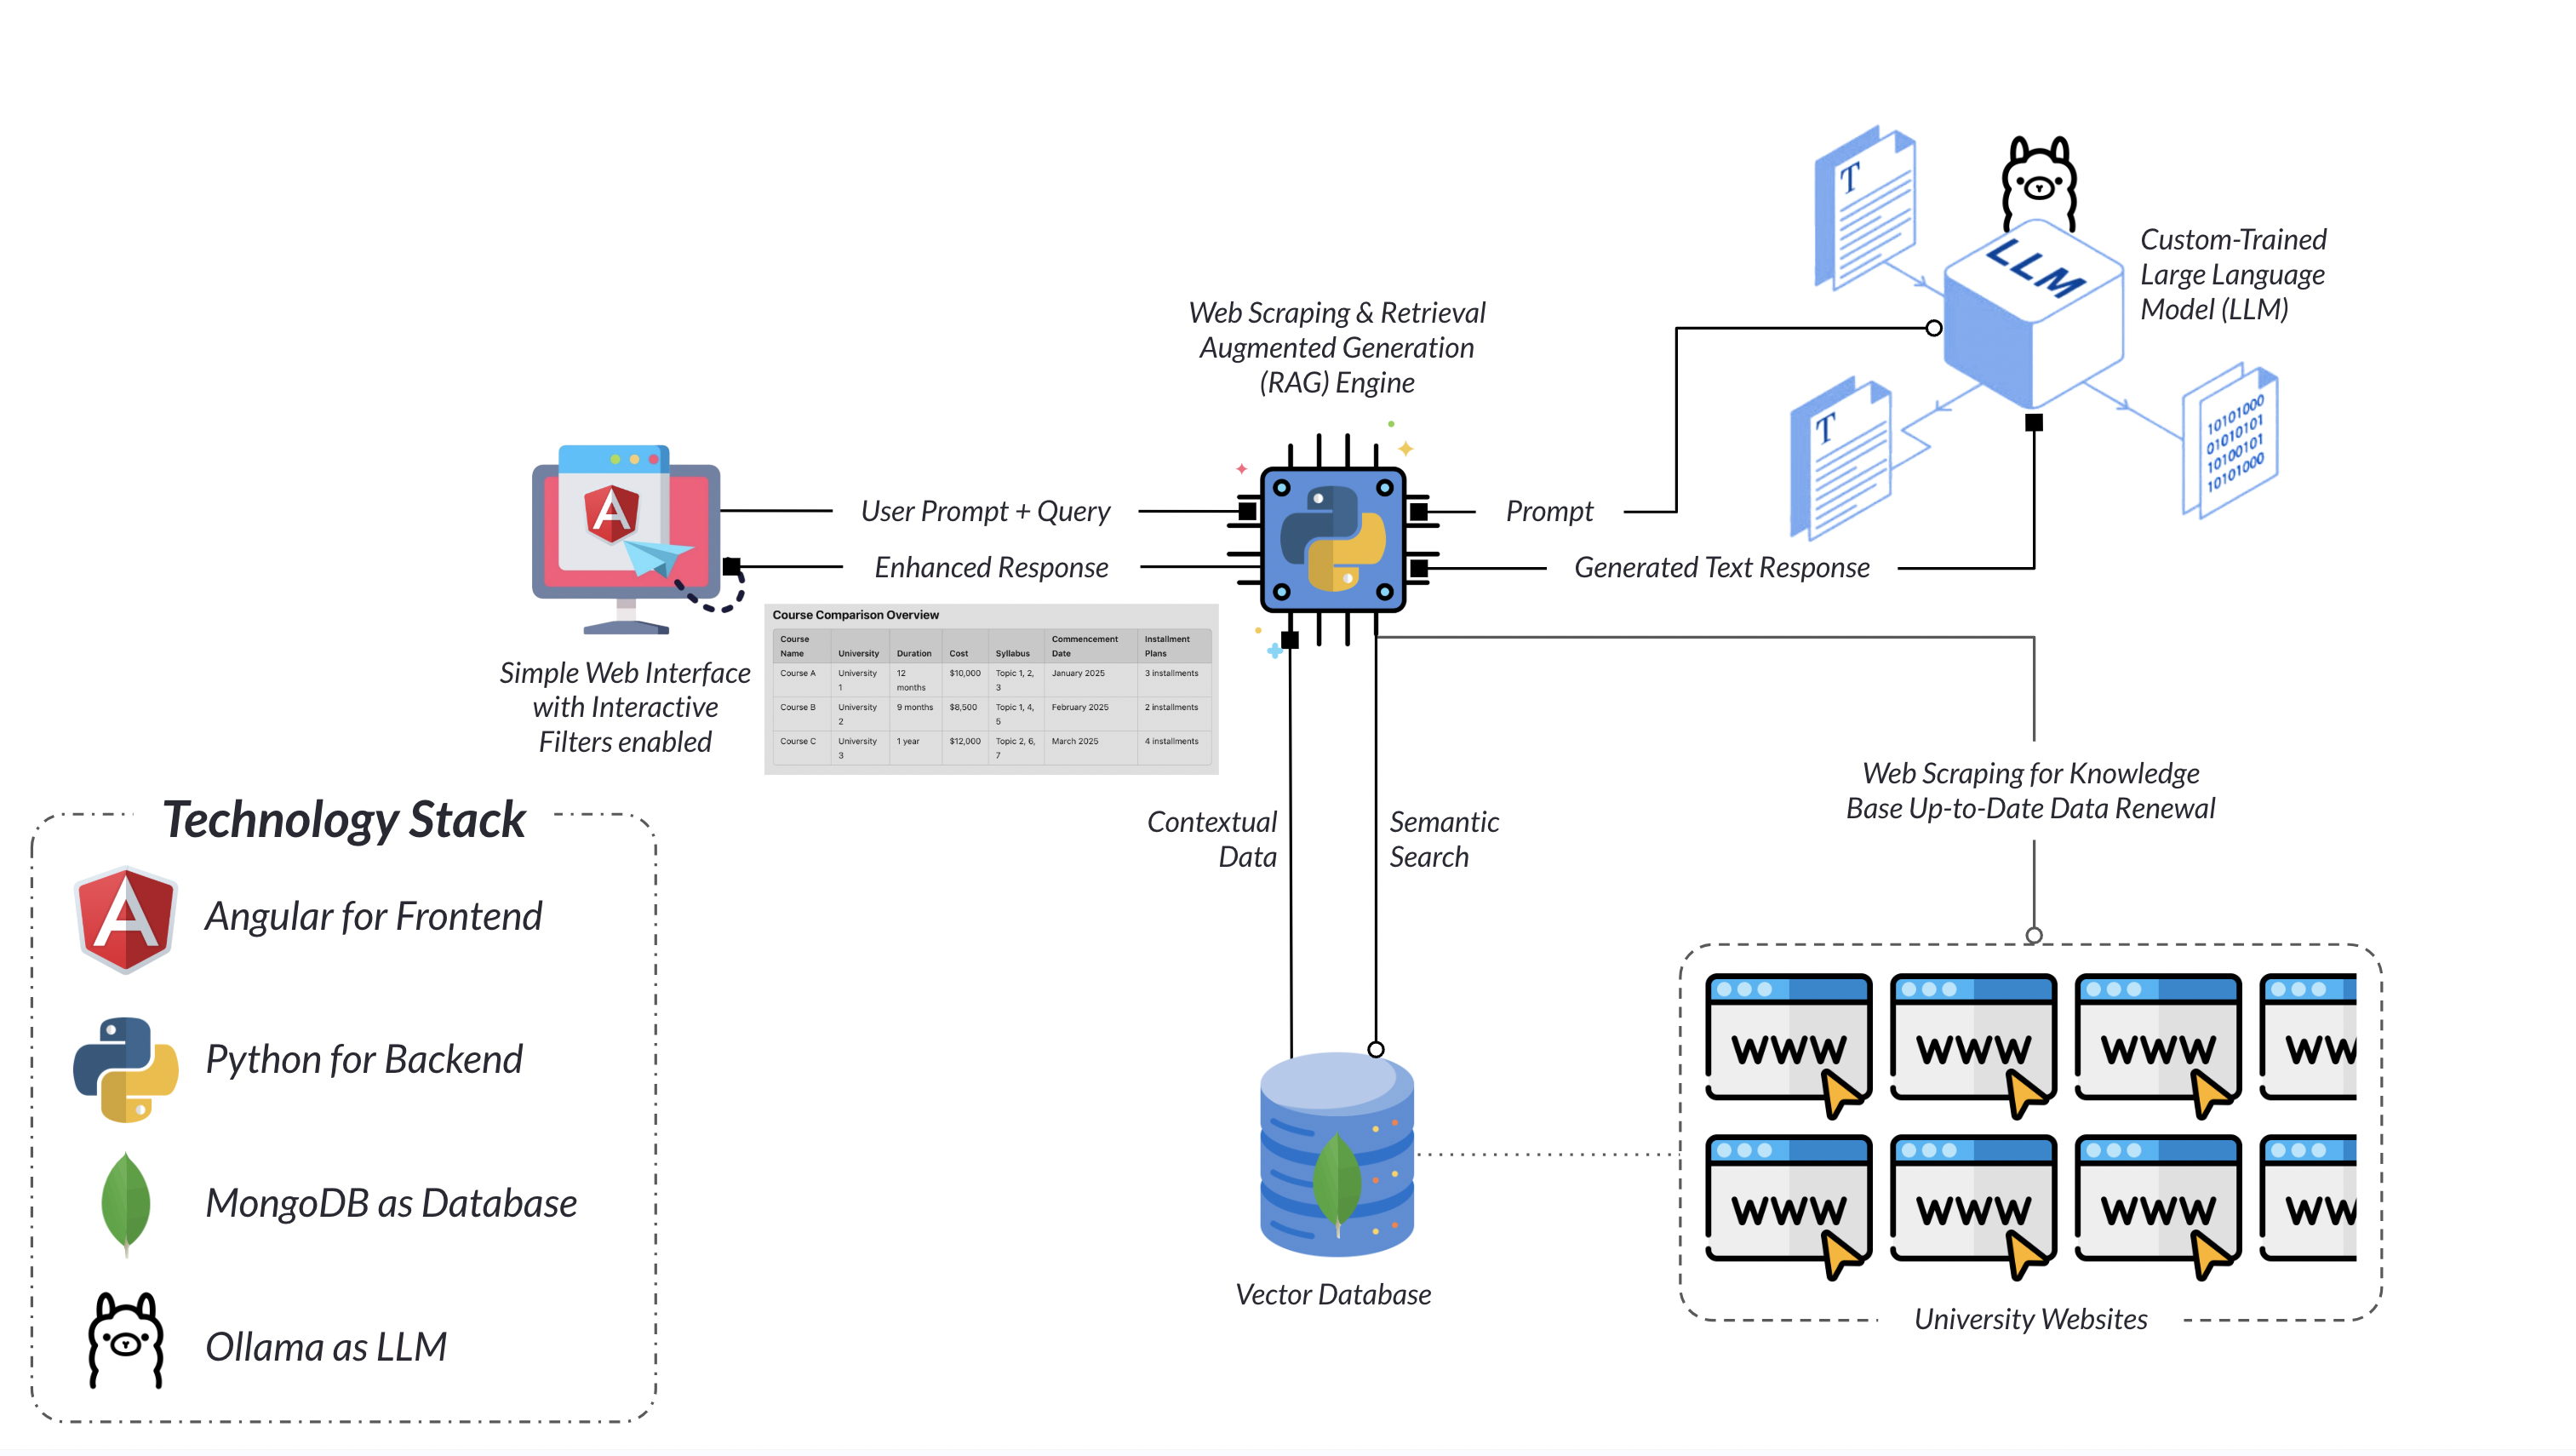 Custom-Trained
Large Language
Model (LLM)
T
LLM
Web Scraping & Retrieval
Augmented Generation
(RAG) Engine
T
10101000
01010101
10100101
10101000
User Prompt + Query
Prompt
Enhanced Response
Generated Text Response
Simple Web Interface
with Interactive
Filters enabled
Course Comparison Overview
Course Name University Duration Cost Syllabus Commencement Date Installment Plans
Course A University 1 12 months $10,000 Topic 1, 2, 3 January 2025 3 installments
Course B University 2 9 months $8,500 Topic 1, 4, 5 February 2025 2 installments
Course C University 3 1 year $12,000 Topic 2, 6, 7 March 2025 4 installments
Contextual
Data
Semantic
Search
Web Scraping for Knowledge
Base Up-to-Date Data Renewal
Technology Stack
Angular for Frontend
Python for Backend
MongoDB as Database
Ollama as LLM
Vector Database
WWW WWW WWW WW
WWW WWW WWW WW
University Websites